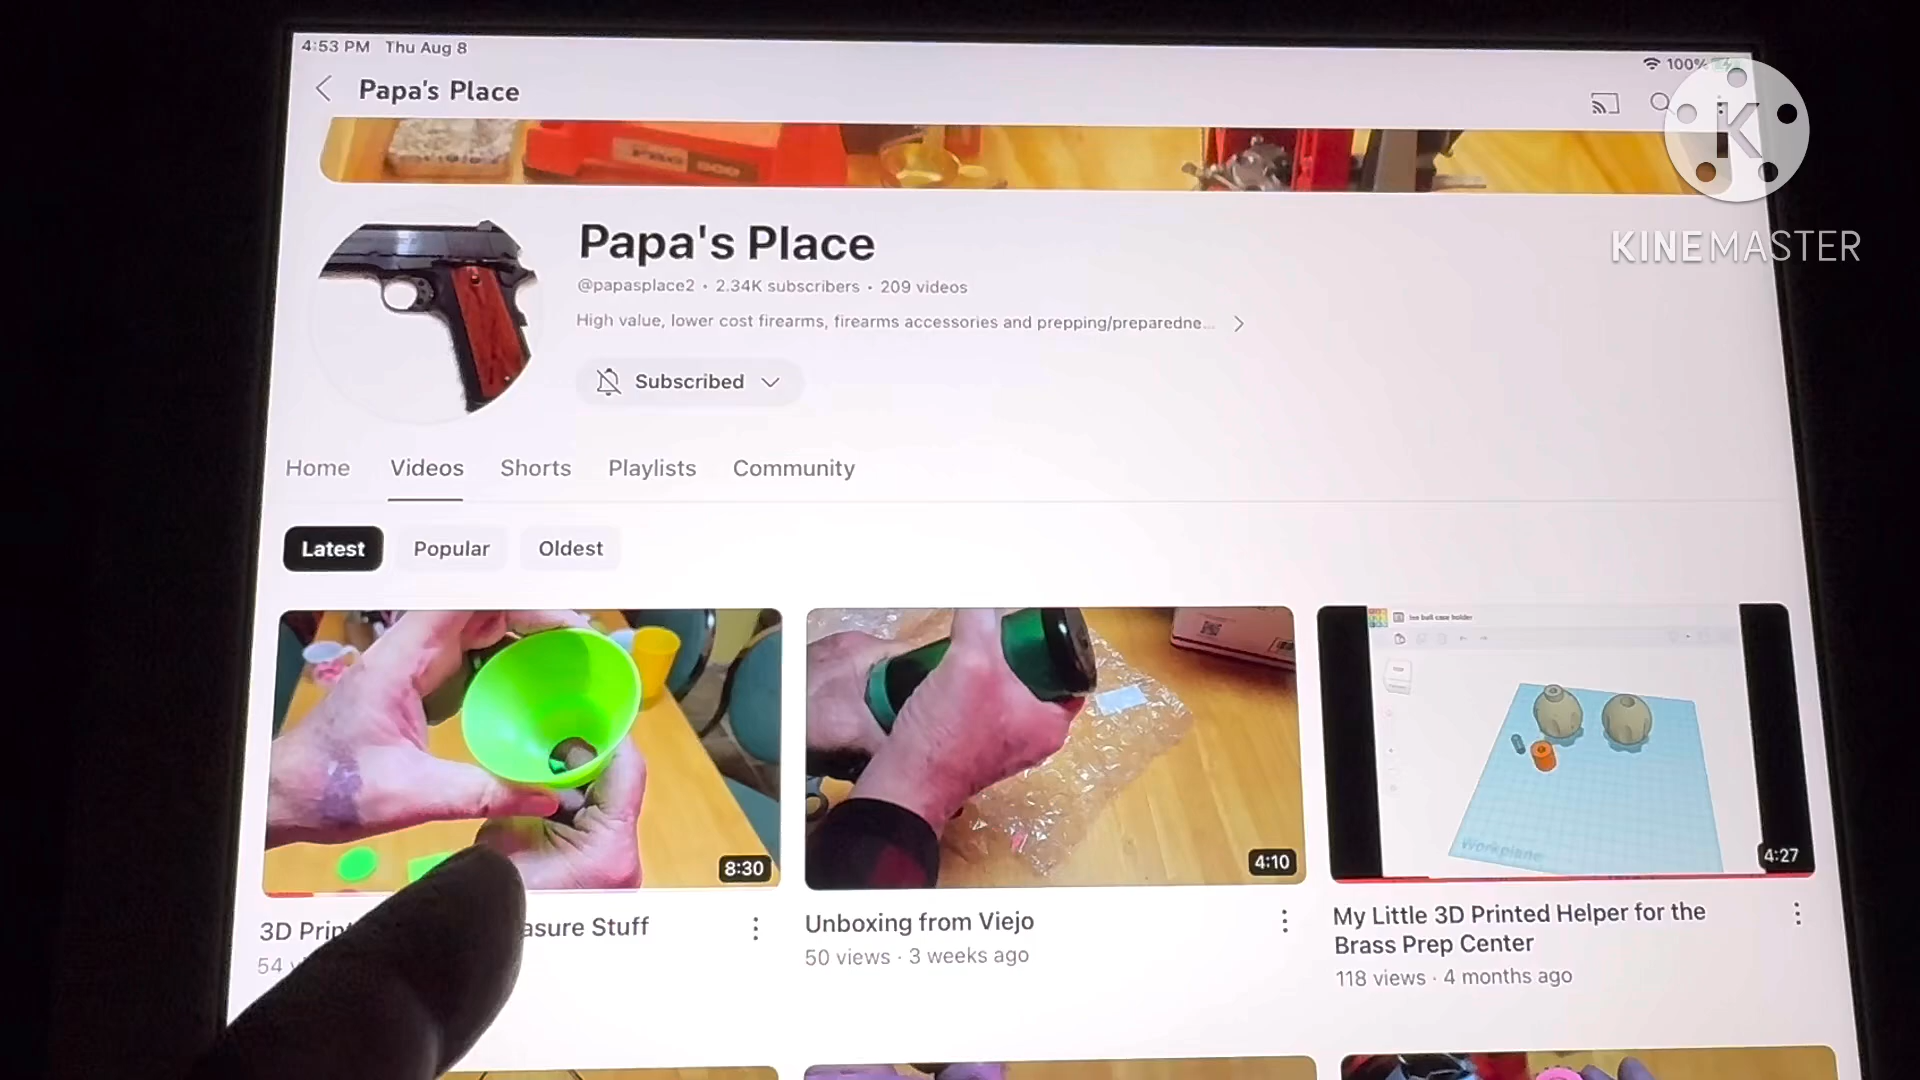 4:53 PM Thu Aug 8
100%
Papa's Place
K
KINEMASTER
Papa's Place
@papasplace2 • 2.34K subscribers • 209 videos
High value, lower cost firearms, firearms accessories and prepping/preparedne...
Subscribed
Home Videos Shorts Playlists Community
Latest Popular Oldest
Workplane
8:30
4:10
4:27
3D Prin asure Stuff
54 v
Unboxing from Viejo
50 views · 3 weeks ago
My Little 3D Printed Helper for the
Brass Prep Center
118 views · 4 months ago